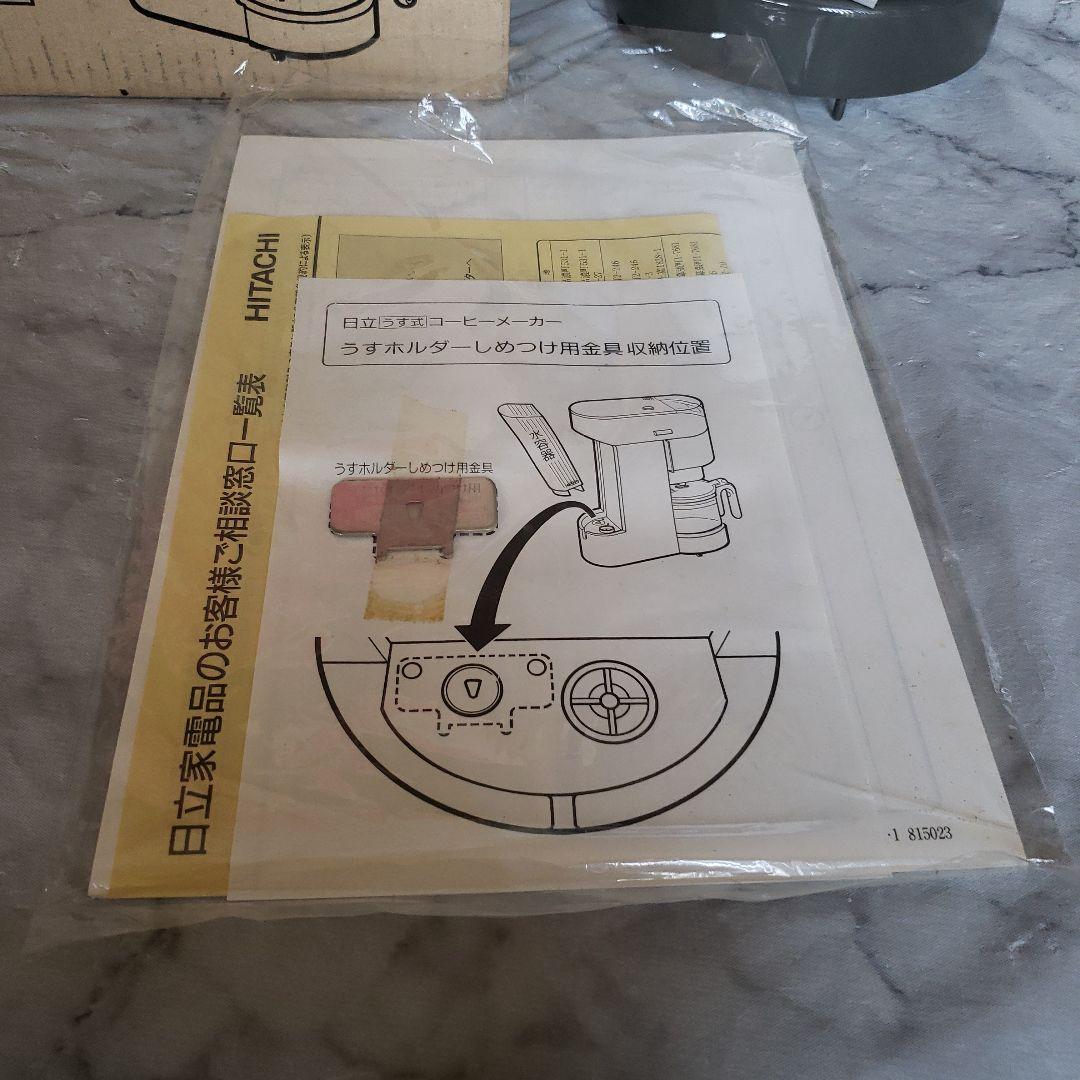 日立家電品のお客様ご相談窓口一覧表 HITACHI
日立うす式コーヒーメーカー
うすホルダーしめつけ用金具収納位置
水容器
うすホルダーしめつけ用金具
·1 815023